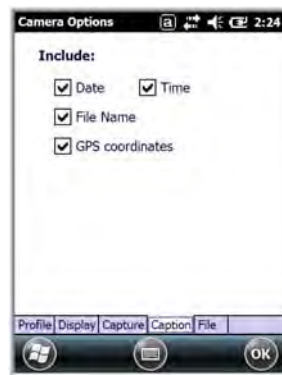 Camera Options a 2:24
Include:
Date Time
File Name
GPS coordinates
Profile Display Capture Caption File
OK